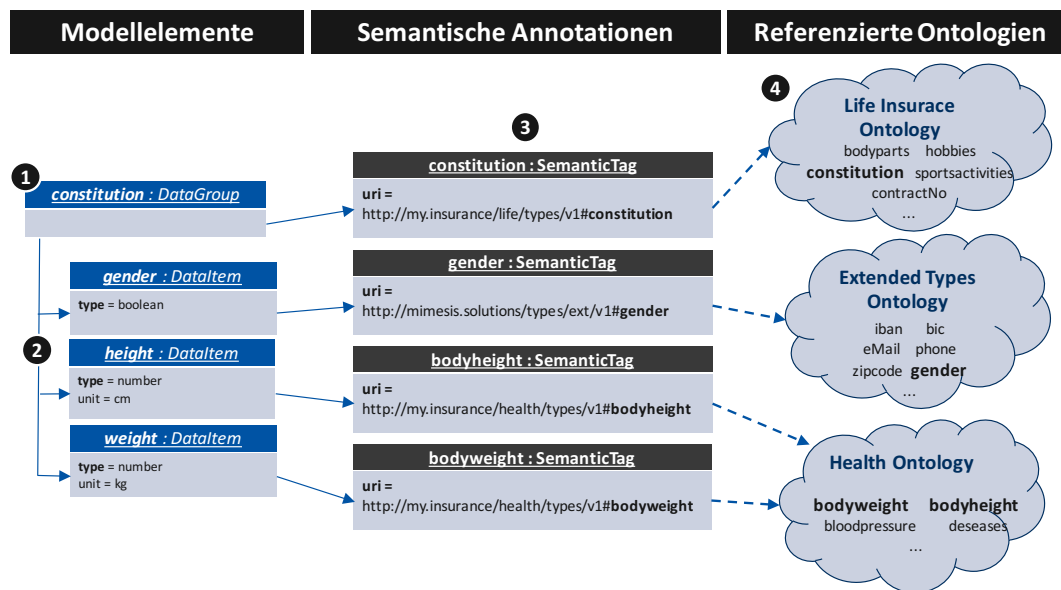 Modellelemente
Semantische Annotationen
Referenzierte Ontologien
1
constitution : DataGroup
gender : DataItem
type = boolean
2
height : DataItem
type = number
unit = cm
weight : DataItem
type = number
unit = kg
3
constitution : SemanticTag
uri =
http://my.insurance/life/types/v1#constitution
gender : SemanticTag
uri =
http://mimesis.solutions/types/ext/v1#gender
bodyheight : SemanticTag
uri =
http://my.insurance/health/types/v1#bodyheight
bodyweight : SemanticTag
uri =
http://my.insurance/health/types/v1#bodyweight
4
Life Insurace
Ontology
bodyparts hobbies
constitution sportsactivities
contractNo
...
Extended Types
Ontology
iban bic
eMail phone
zipcode gender
...
Health Ontology
bodyweight bodyheight
bloodpressure deseases
...